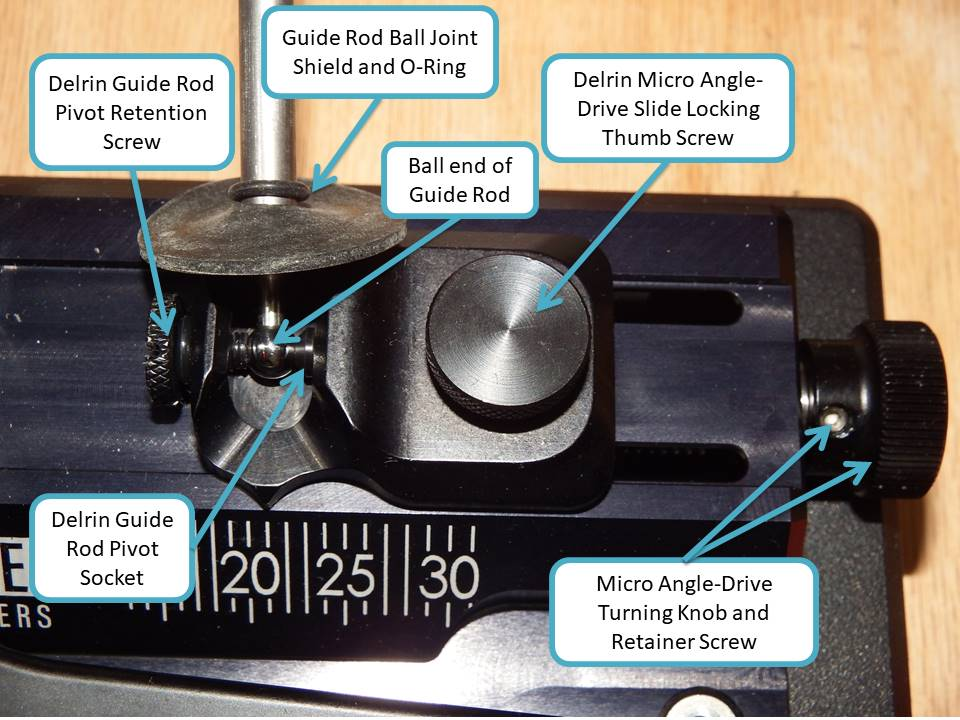 Guide Rod Ball Joint
Shield and O-Ring
Delrin Guide Rod
Pivot Retention
Screw
Delrin Micro Angle-
Drive Slide Locking
Thumb Screw
Ball end of
Guide Rod
Delrin Guide
Rod Pivot
Socket
20 25 30
ERS
Micro Angle-Drive
Turning Knob and
Retainer Screw